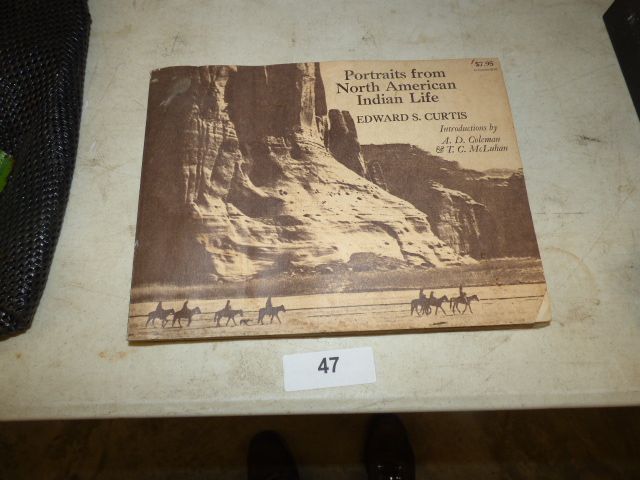 $7.95
Portraits from
North American
Indian Life
EDWARD S. CURTIS
Introductions by
A. D. Coleman
& T. C. McLuhan
47